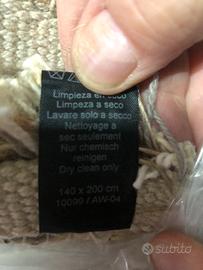 Limpieza en seco
Limpeza a seco
Lavare solo a secco
Nettoyage a
sec seulement
Nur chemisch
reinigen
Dry clean only
140 x 200 cm
10099 / AW-04
subito